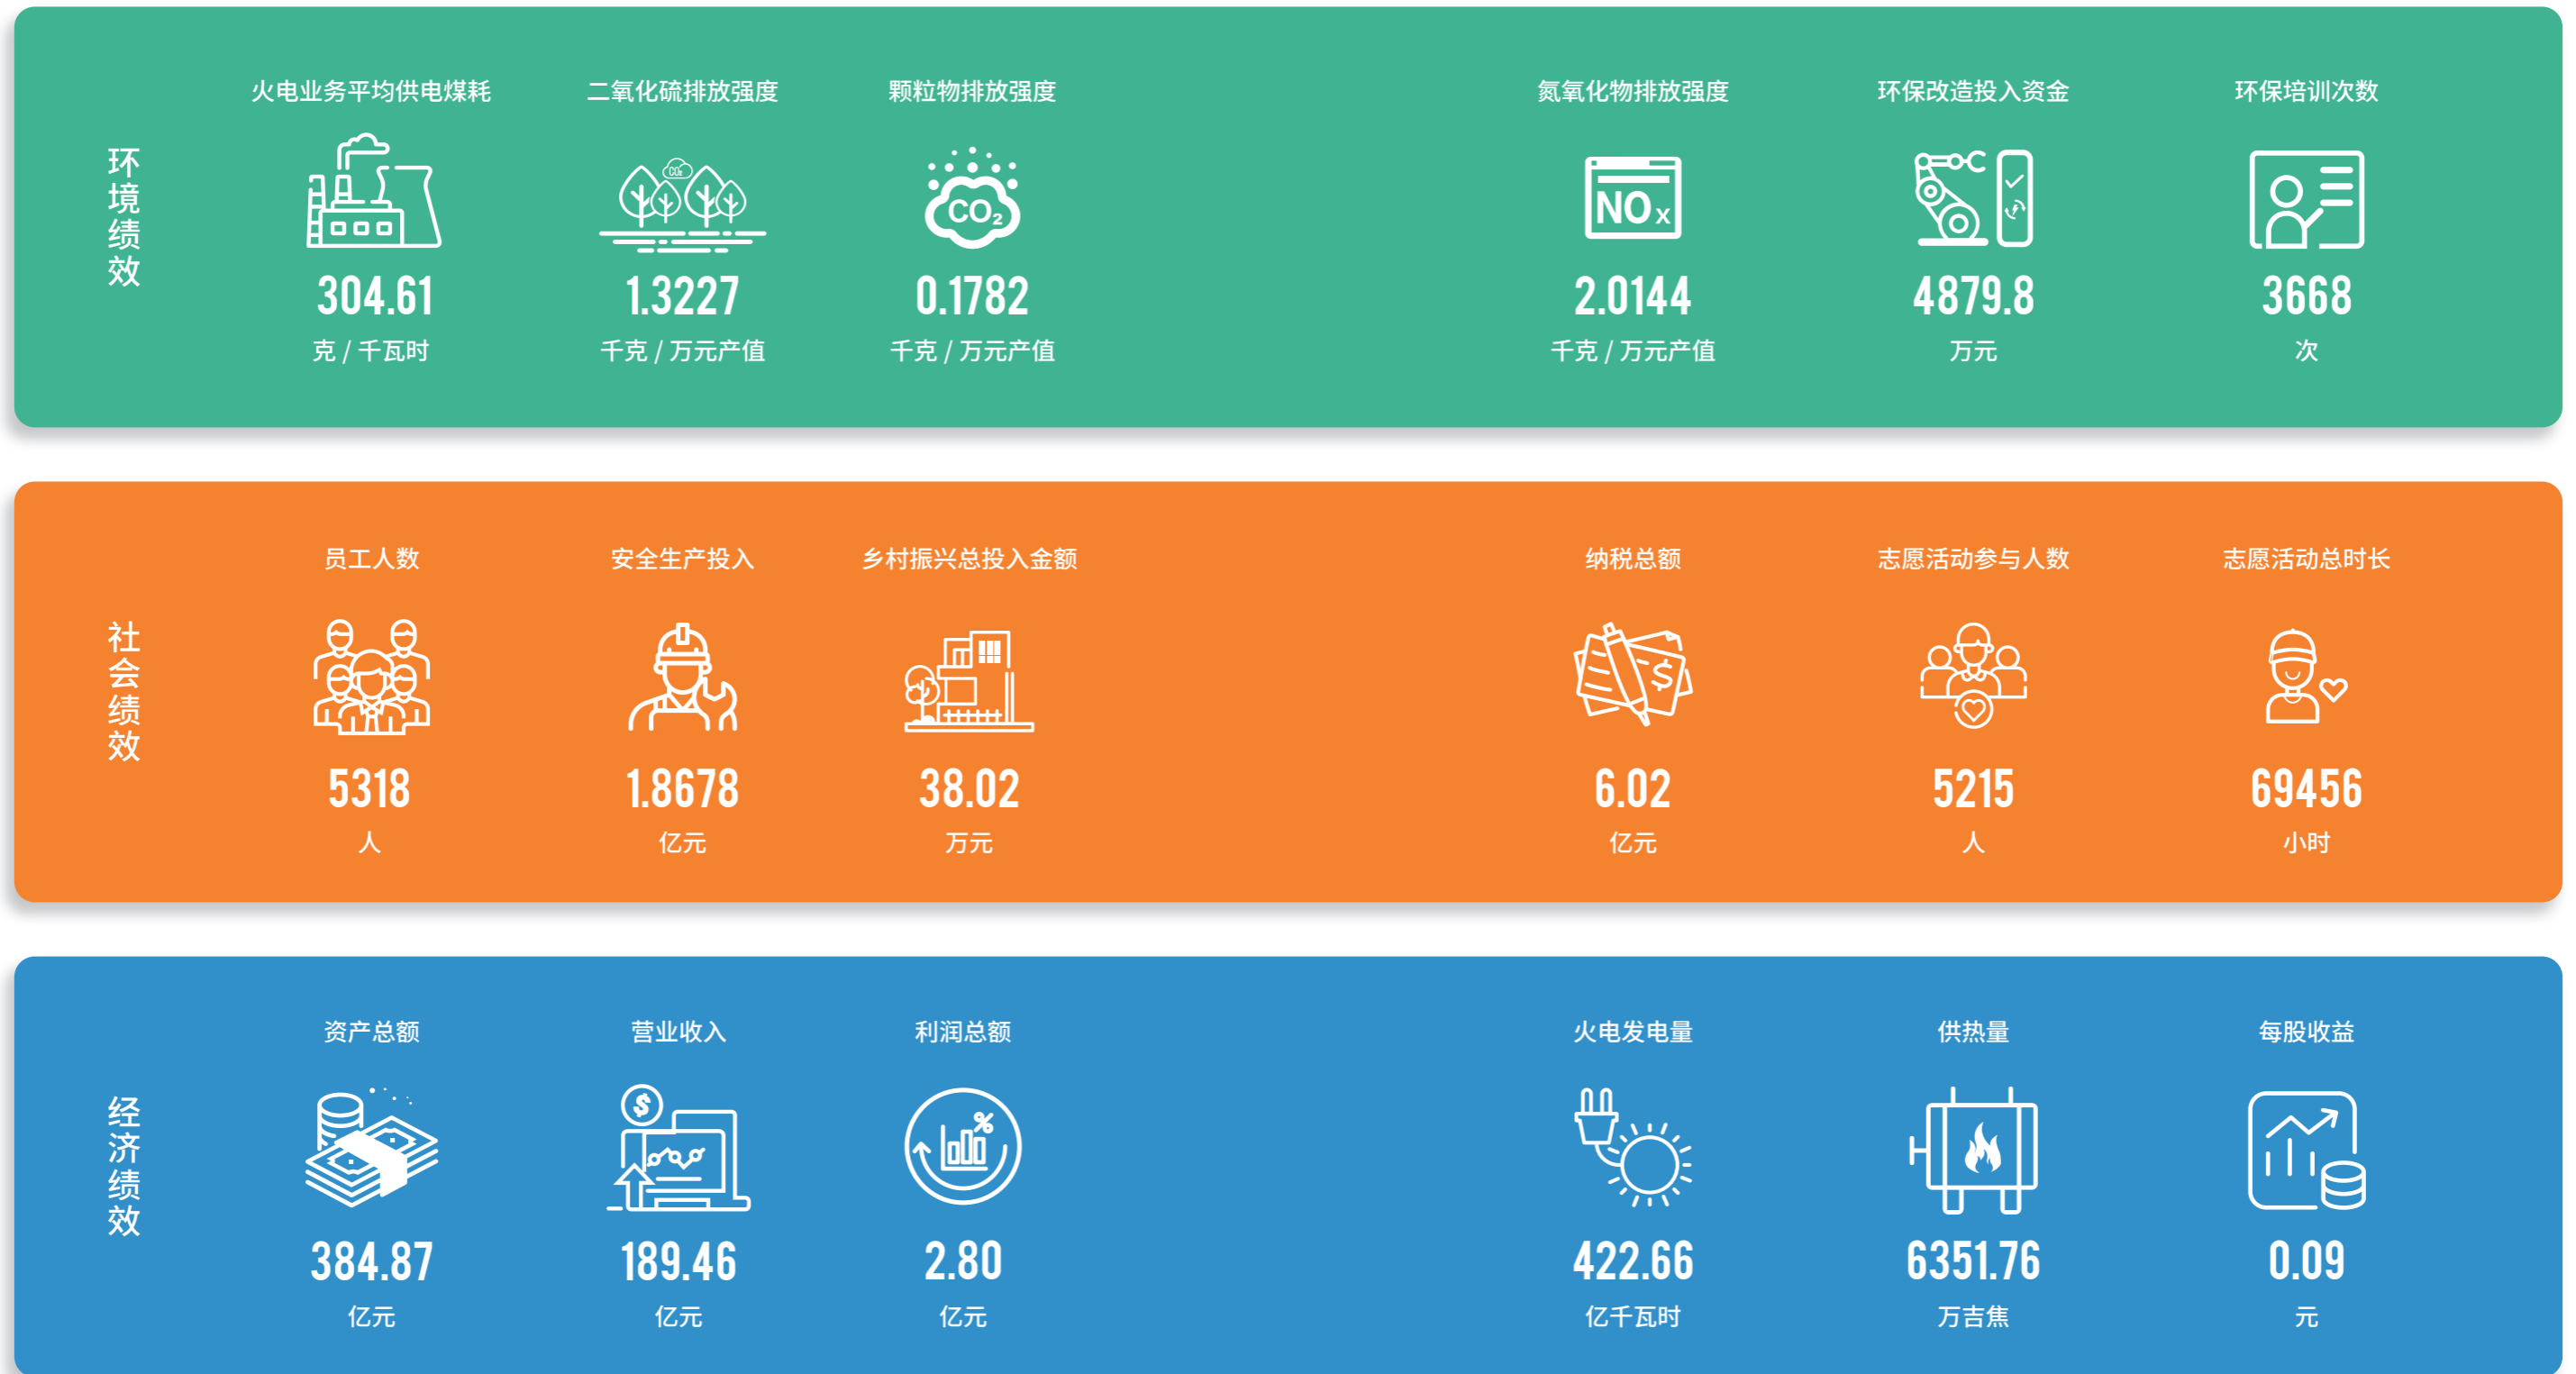 环境绩效
火电业务平均供电煤耗
304.61
克 / 千瓦时
二氧化硫排放强度
CO₂
1.3227
千克 / 万元产值
颗粒物排放强度
CO₂
0.1782
千克 / 万元产值
氮氧化物排放强度
NOx
2.0144
千克 / 万元产值
环保改造投入资金
4879.8
万元
环保培训次数
3668
次
社会绩效
员工人数
5318
人
安全生产投入
1.8678
亿元
乡村振兴总投入金额
38.02
万元
纳税总额
$
6.02
亿元
志愿活动参与人数
5215
人
志愿活动总时长
69456
小时
经济绩效
资产总额
384.87
亿元
营业收入
$
189.46
亿元
利润总额
%
2.80
亿元
火电发电量
422.66
亿千瓦时
供热量
6351.76
万吉焦
每股收益
0.09
元